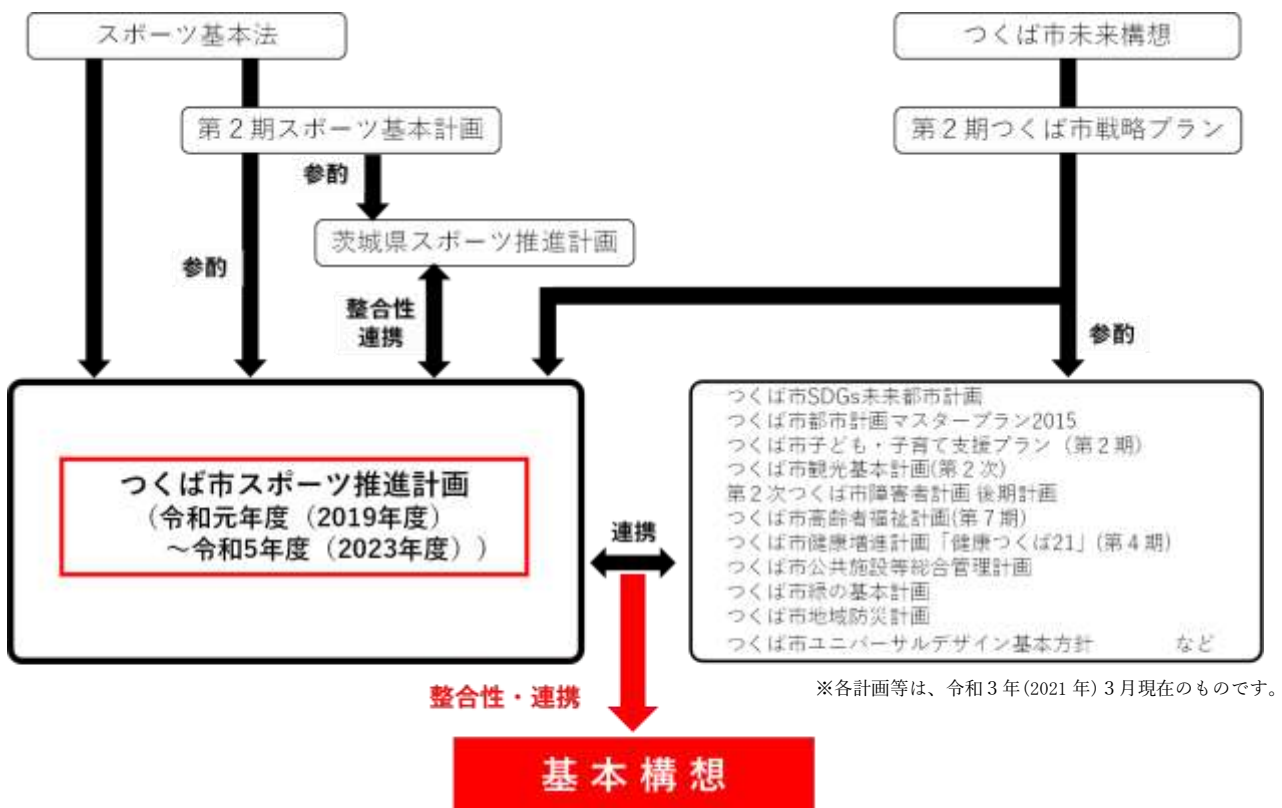 スポーツ基本法
つくば市未来構想
第２期スポーツ基本計画
第２期つくば市戦略プラン
参酌
茨城県スポーツ推進計画
参酌
整合性
連携
参酌
つくば市スポーツ推進計画
（令和元年度（2019年度）
～令和5年度（2023年度））
連携
つくば市SDGs未来都市計画
つくば市都市計画マスタープラン2015
つくば市子ども・子育て支援プラン（第２期）
つくば市観光基本計画(第２次)
第２次つくば市障害者計画 後期計画
つくば市高齢者福祉計画(第７期)
つくば市健康増進計画「健康つくば21」(第４期)
つくば市公共施設等総合管理計画
つくば市緑の基本計画
つくば市地域防災計画
つくば市ユニバーサルデザイン基本方針 など
※各計画等は、令和３年(2021 年)３月現在のものです。
整合性・連携
基本構想